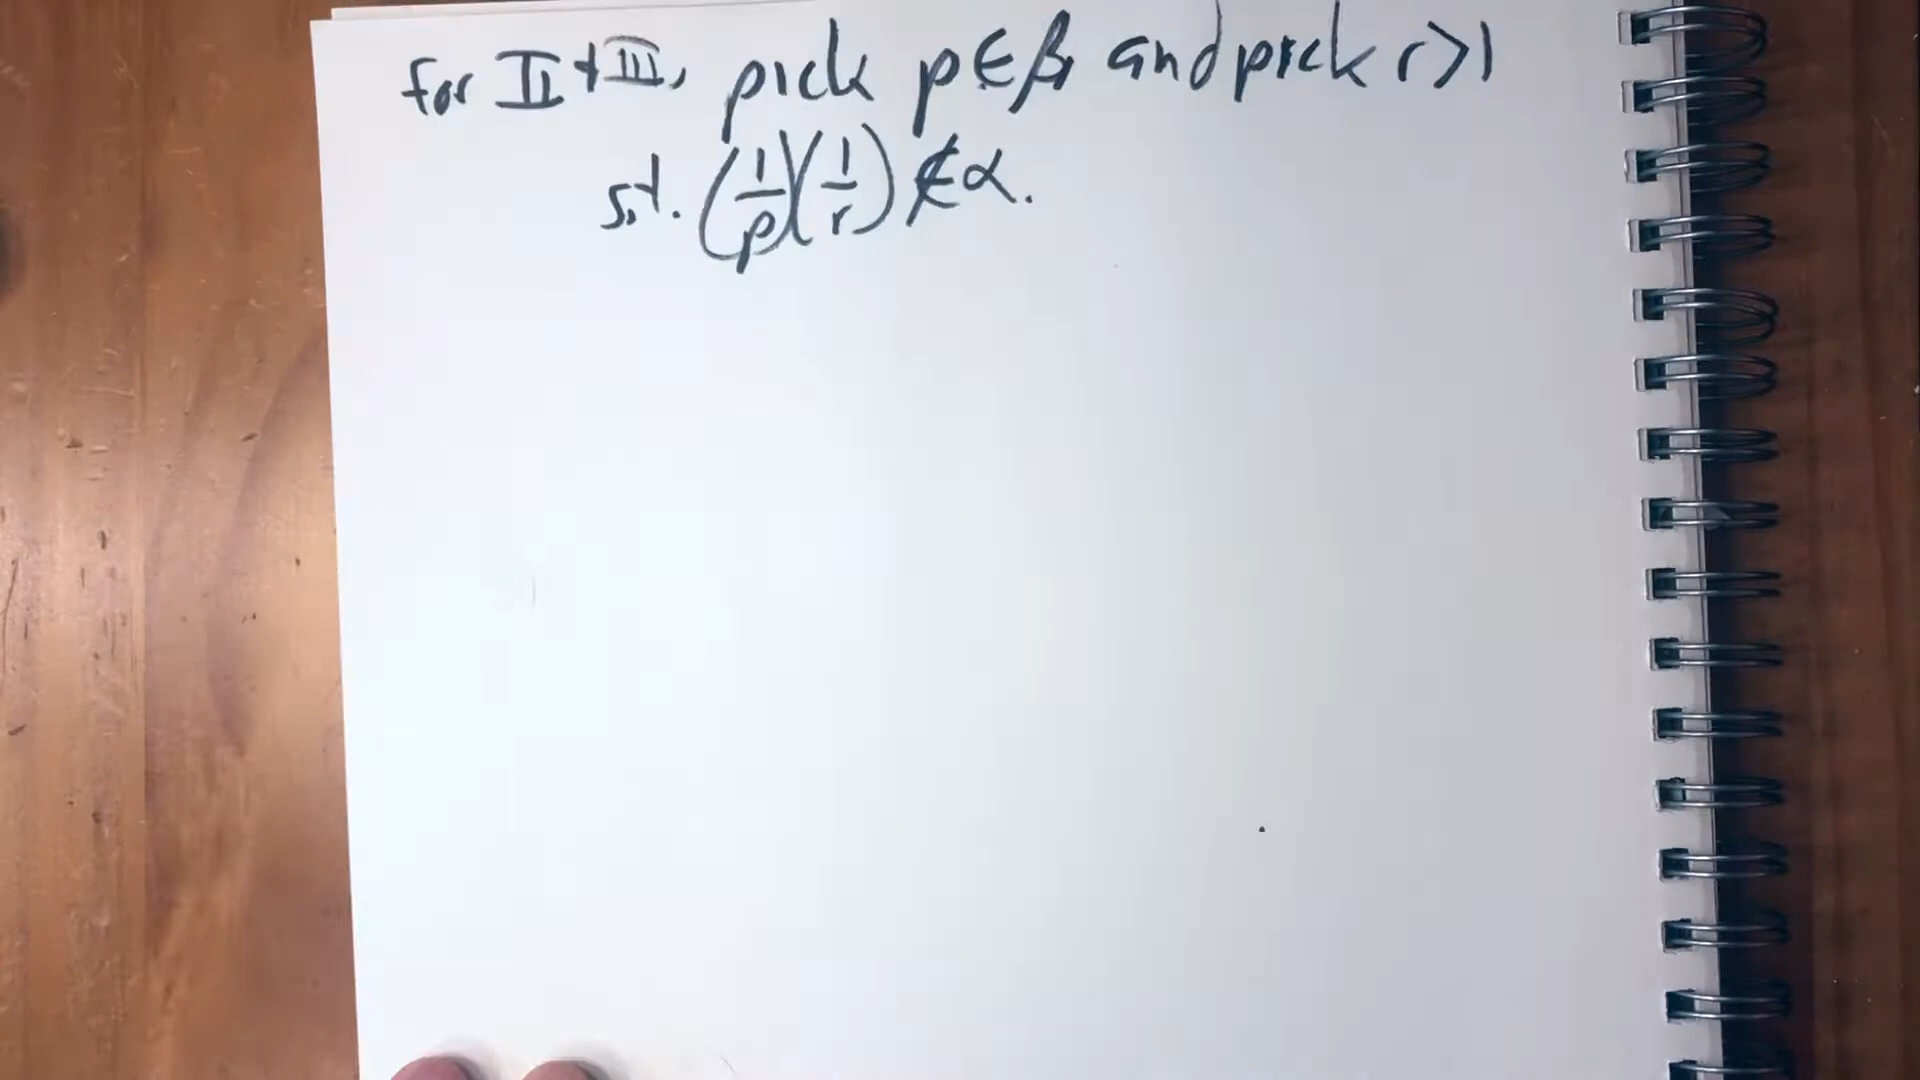 for II + III, pick p∈β, and pick r>1
s.t. (1/p)(1/r) ∉ α.